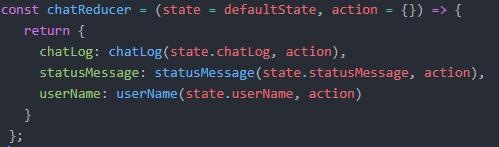 const chatReducer = (state = defaultState, action = {}) => {
return {
chatLog: chatLog(state.chatLog, action),
statusMessage: statusMessage(state.statusMessage, action),
userName: userName(state.userName, action)
}
};